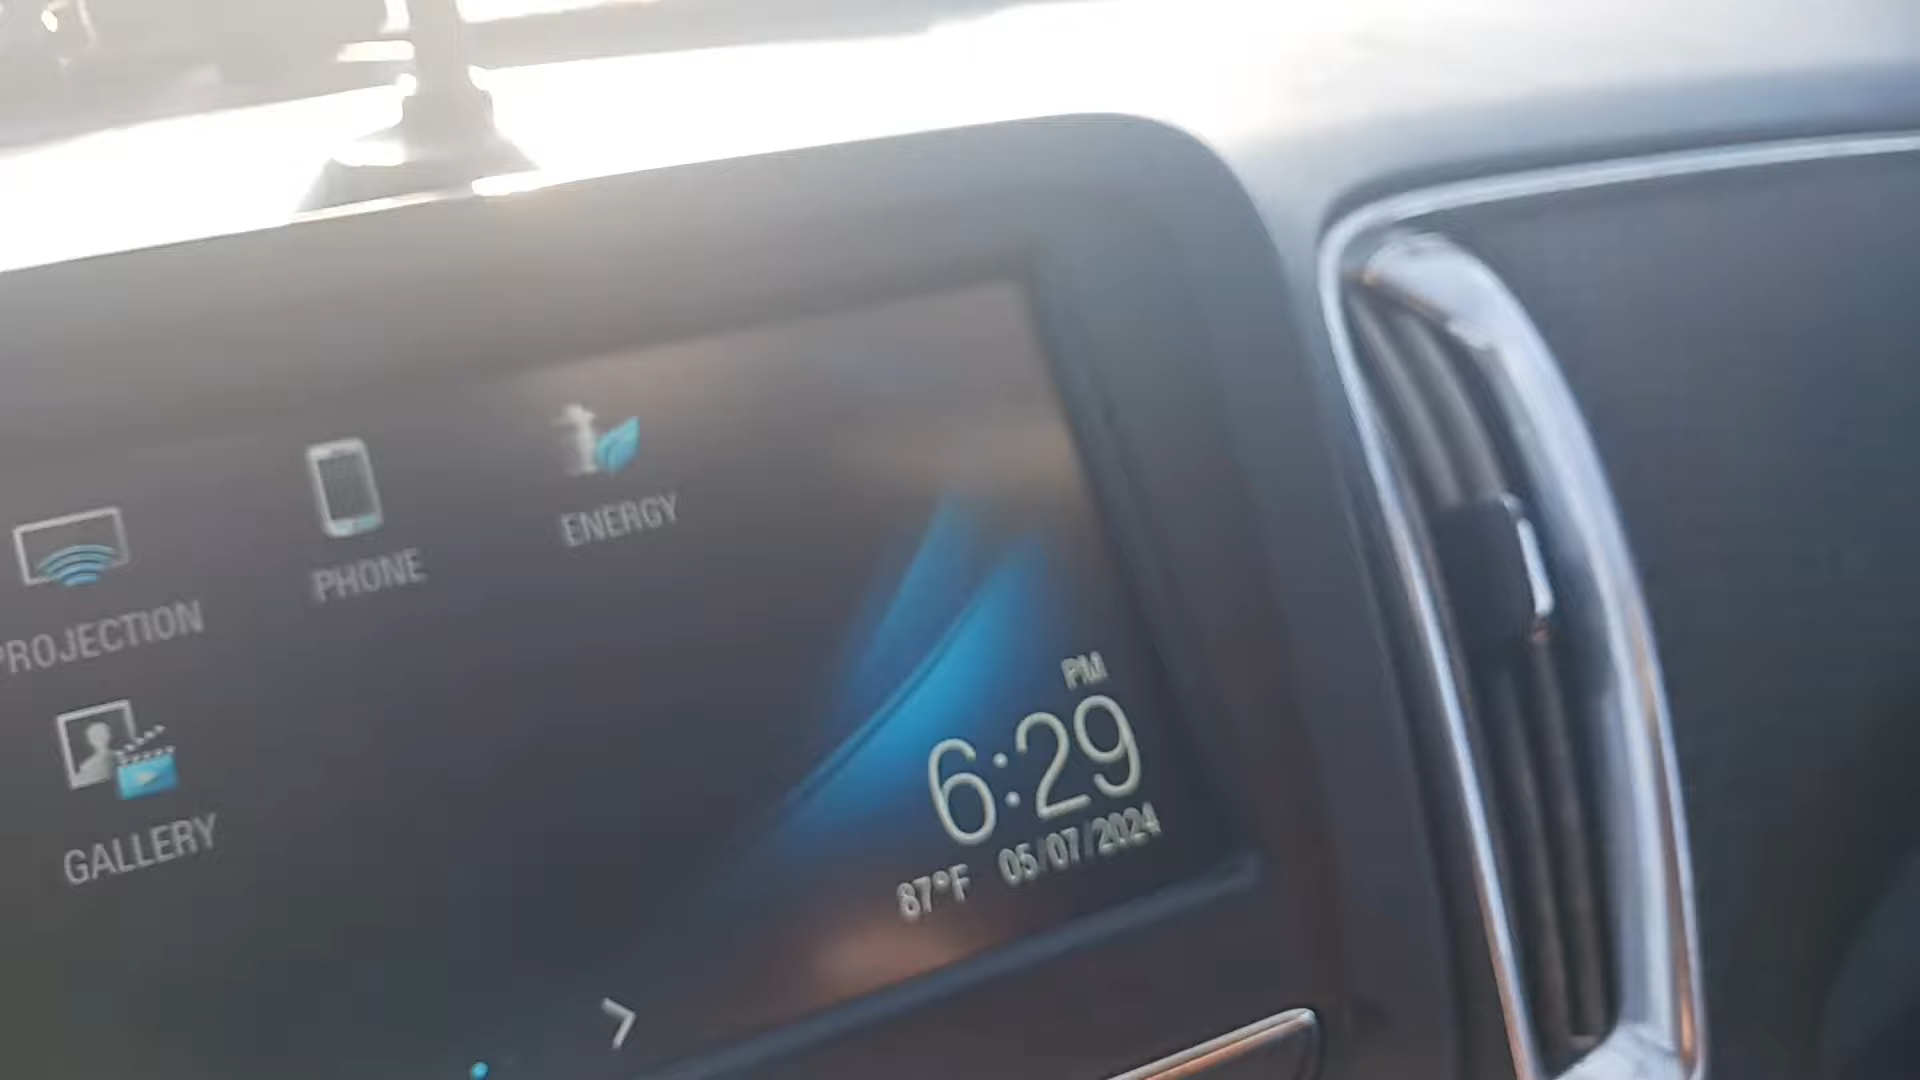 PROJECTION
PHONE
ENERGY
GALLERY
PM
6:29
87°F 05/07/2024